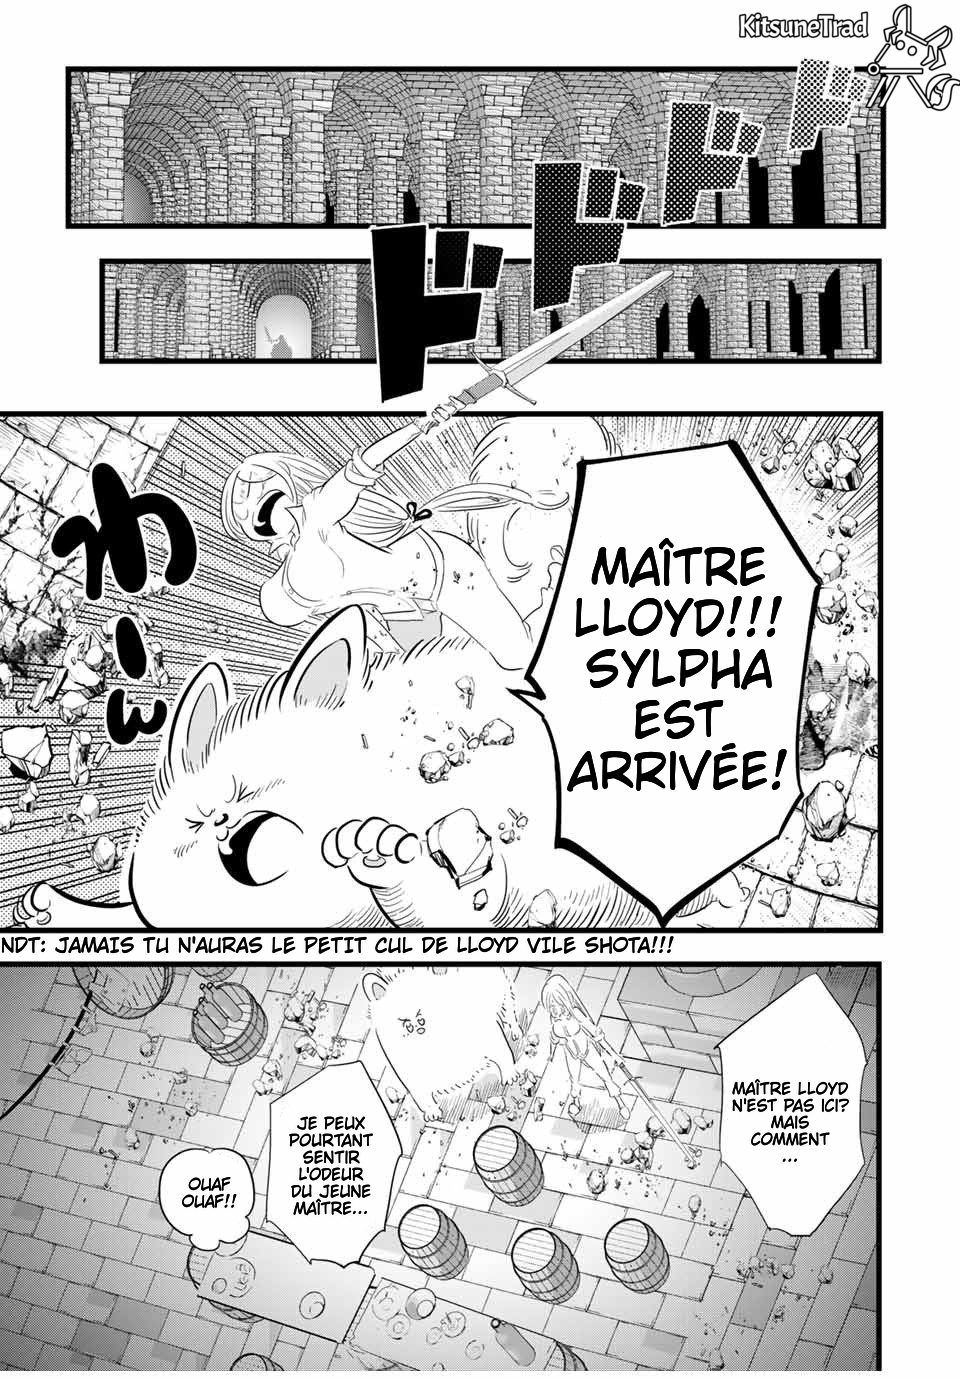 KitsuneTrad
ド
ド
ド
ド
わーい
MAÎTRE
LLOYD!!!
SYLPHA
EST
ARRIVÉE!
NDT: JAMAIS TU N'AURAS LE PETIT CUL DE LLOYD VILE SHOTA!!!
MAÎTRE LLOYD
N'EST PAS ICI?
MAIS
COMMENT
...
JE PEUX
POURTANT
SENTIR
L'ODEUR
DU JEUNE
MAÎTRE...
OUAF
OUAF!!